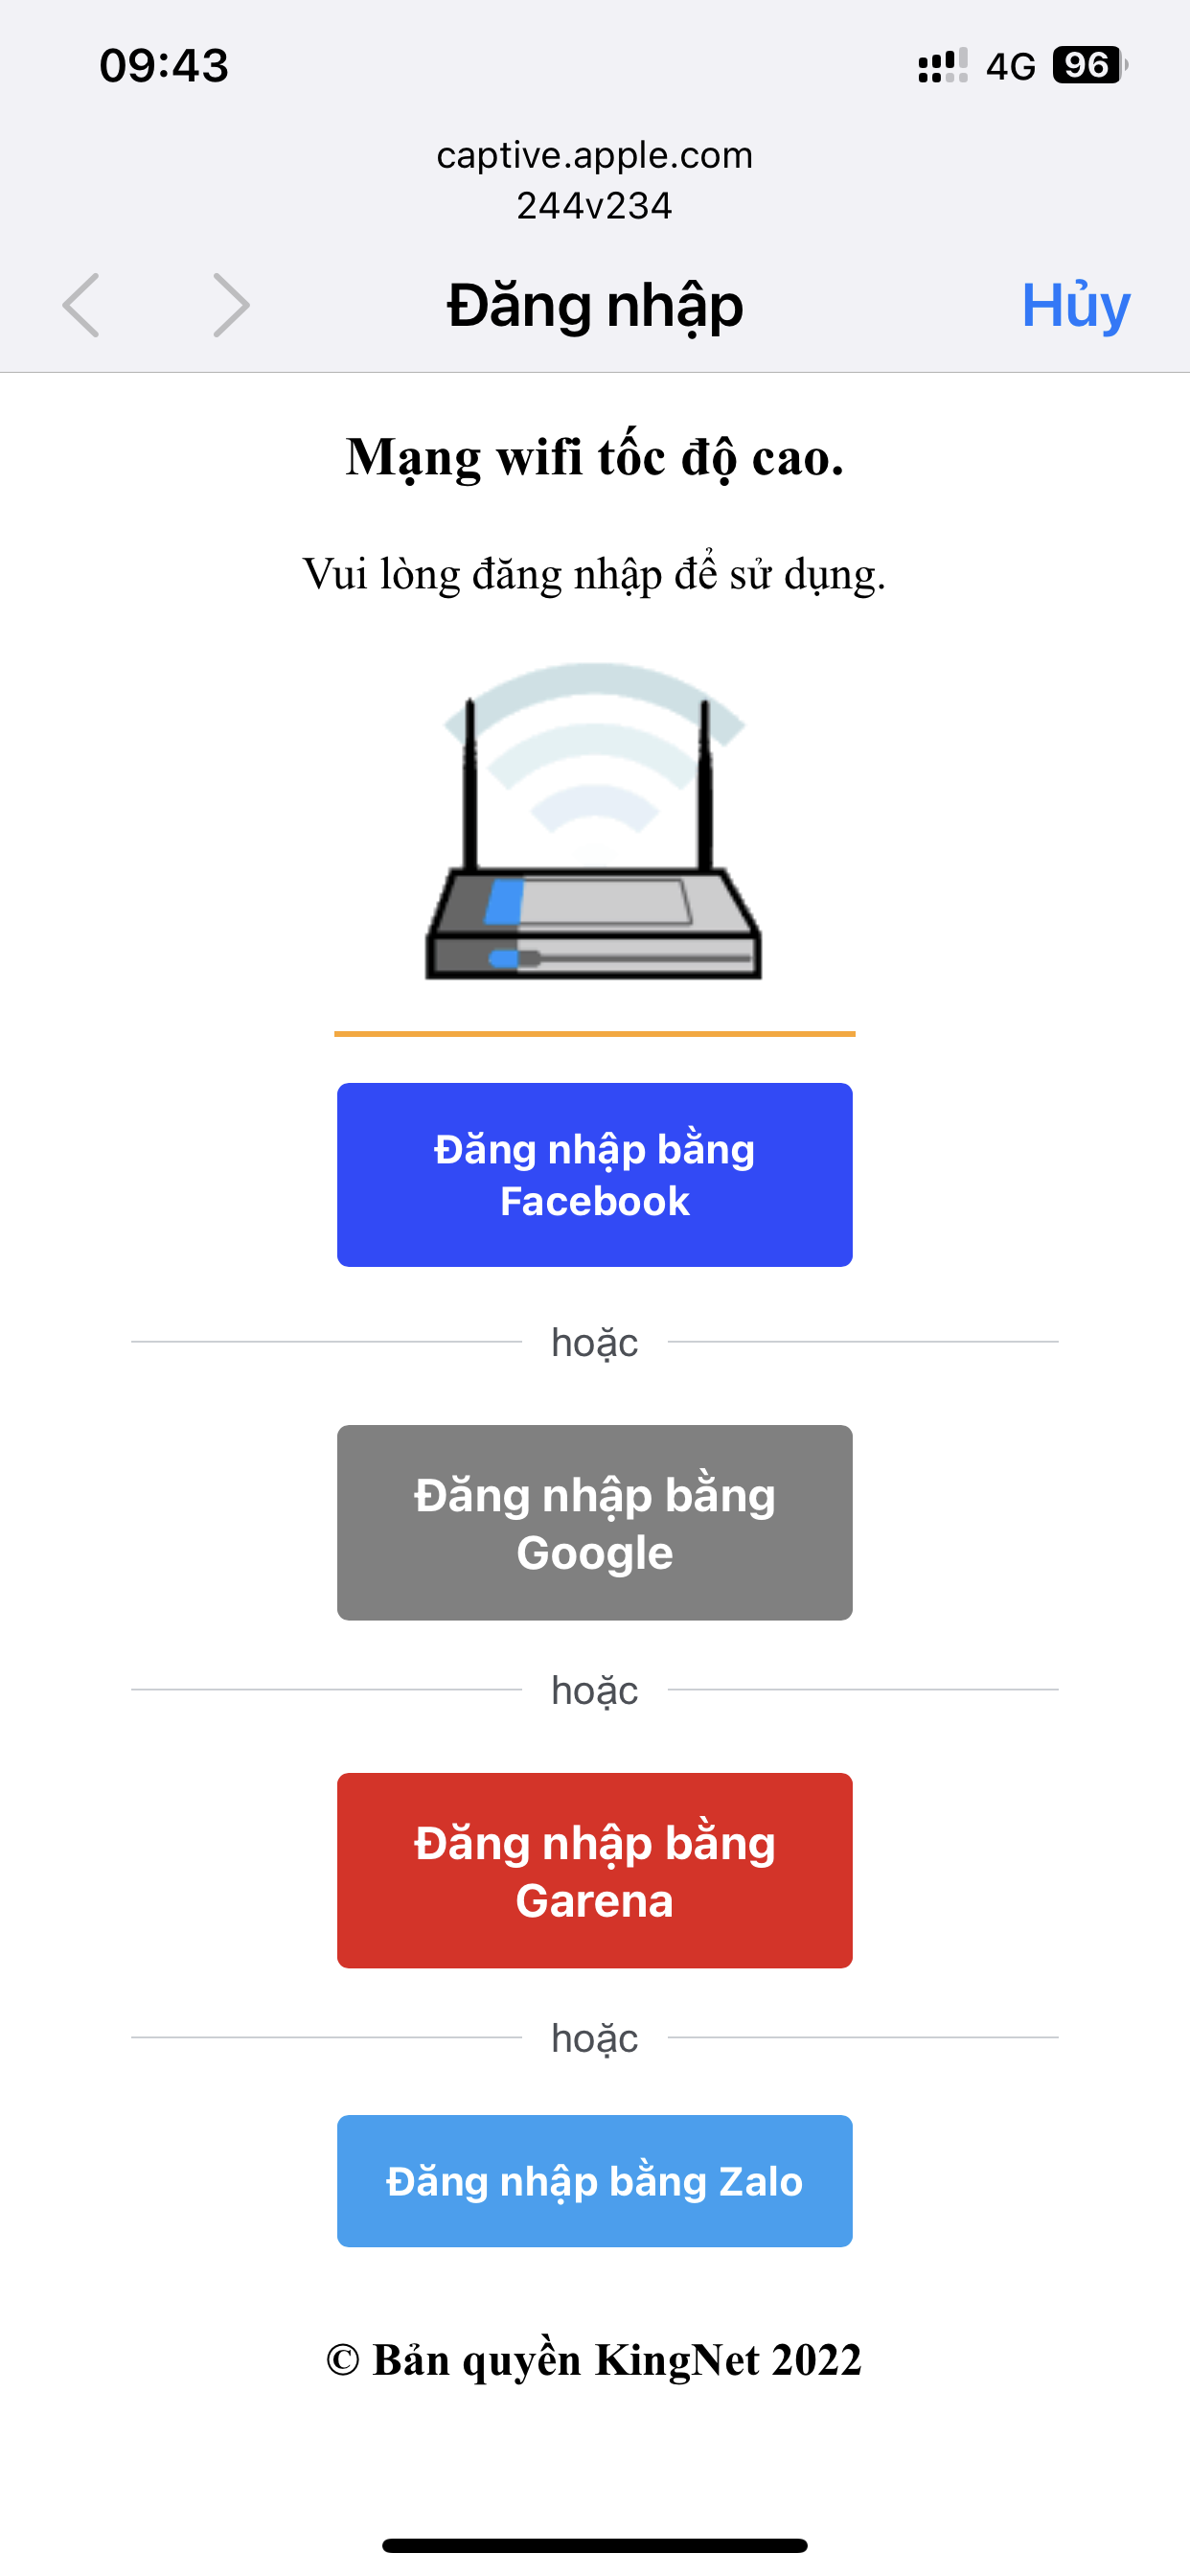 09:43
4G 96
captive.apple.com
244v234
Đăng nhập
Hủy
Mạng wifi tốc độ cao.
Vui lòng đăng nhập để sử dụng.
Đăng nhập bằng
Facebook
hoặc
Đăng nhập bằng
Google
hoặc
Đăng nhập bằng
Garena
hoặc
Đăng nhập bằng Zalo
© Bản quyền KingNet 2022